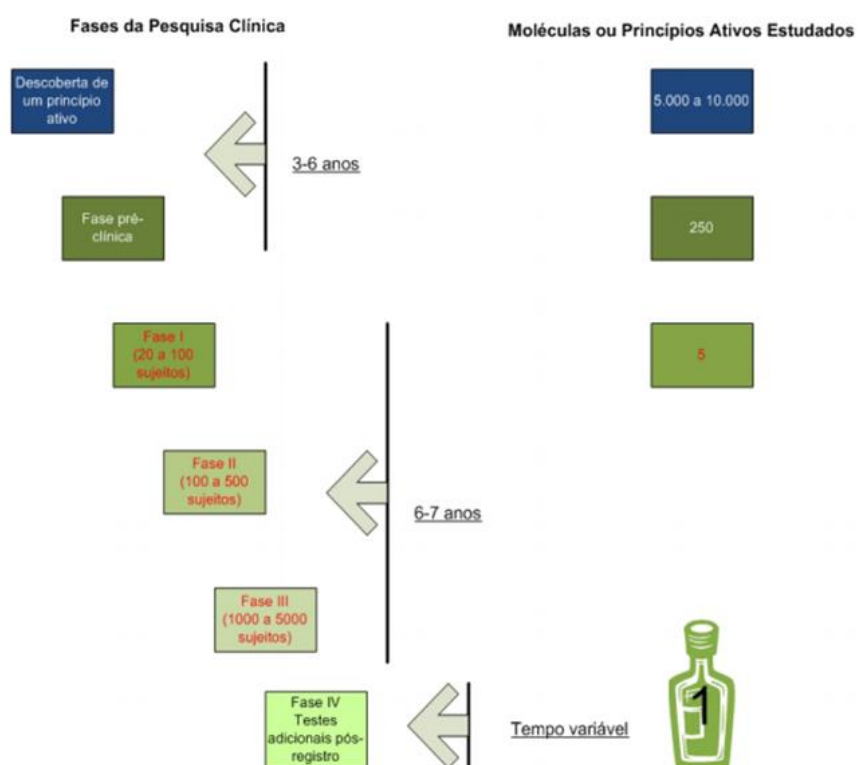 Fases da Pesquisa Clínica
Moléculas ou Princípios Ativos Estudados
Descoberta de
um princípio
ativo
5.000 a 10.000
3-6 anos
Fase pré-
clínica
250
Fase I
(20 a 100
sujeitos)
5
Fase II
(100 a 500
sujeitos)
6-7 anos
Fase III
(1000 a 5000
sujeitos)
Fase IV
Testes
adicionais pós-
registro
Tempo variável
1